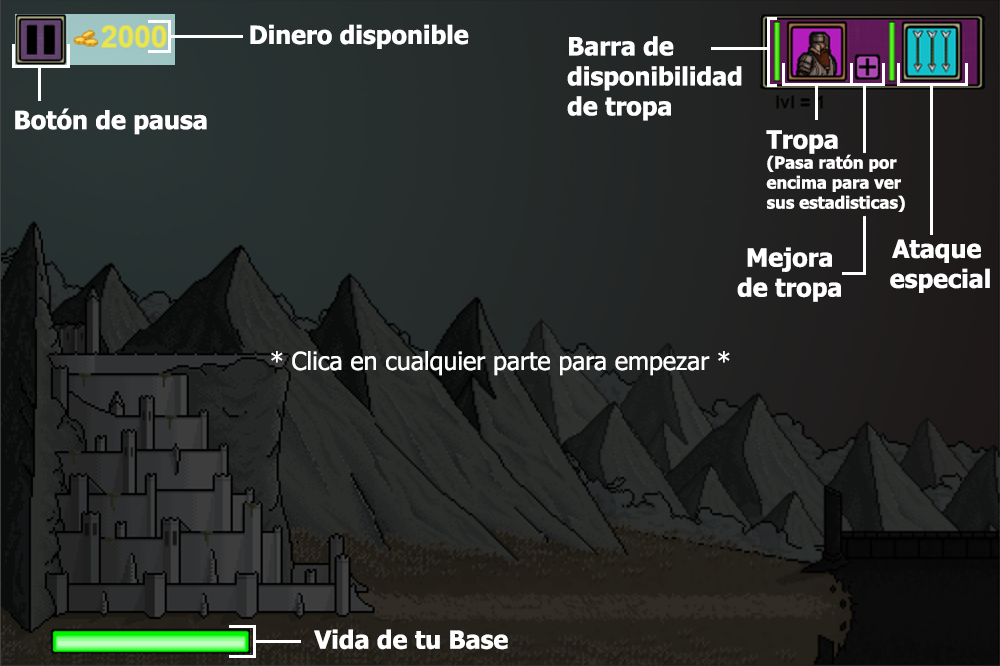 2000
Dinero disponible
Botón de pausa
Barra de
disponibilidad
de tropa
lvl = 1
Tropa
(Pasa ratón por
encima para ver
sus estadisticas)
Mejora
de tropa
Ataque
especial
* Clica en cualquier parte para empezar *
Vida de tu Base